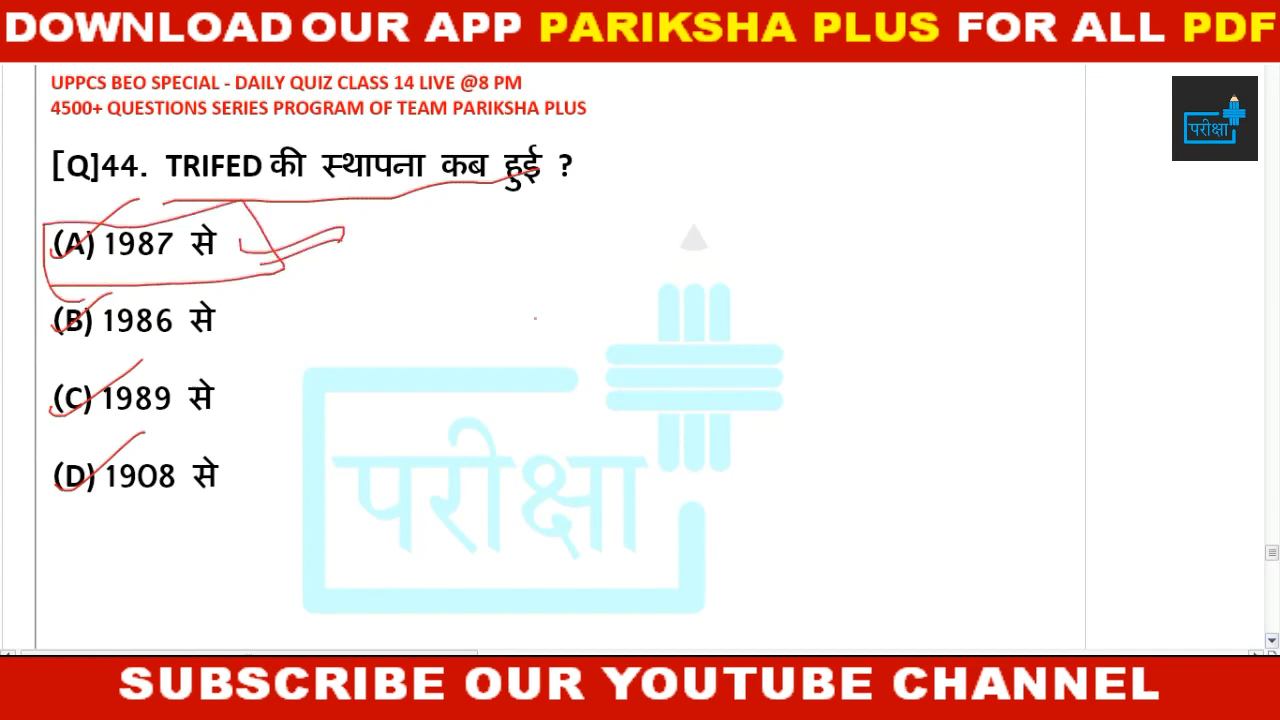 DOWNLOAD OUR APP PARIKSHA PLUS FOR ALL PDF
UPPCS BEO SPECIAL - DAILY QUIZ CLASS 14 LIVE @8 PM
4500+ QUESTIONS SERIES PROGRAM OF TEAM PARIKSHA PLUS
परीक्षा
[Q]44. TRIFED की स्थापना कब हुई ?
(A) 1987 से
(B) 1986 से
(C) 1989 से
(D) 1908 से
परीक्षा
SUBSCRIBE OUR YOUTUBE CHANNEL